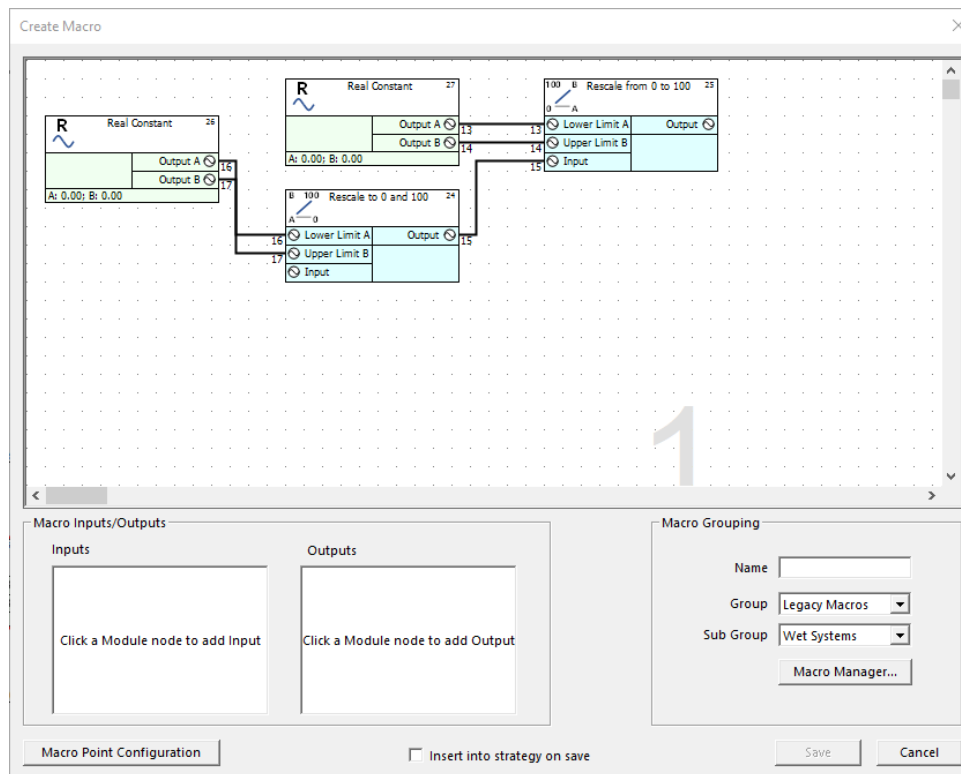 Create Macro
R Real Constant 26
Output A 16
Output B 17
A: 0.00; B: 0.00
R Real Constant 27
Output A 13
Output B 14
A: 0.00; B: 0.00
100 B Rescale from 0 to 100 25
0 A
13 Lower Limit A Output
14 Upper Limit B
15 Input
B 100 Rescale to 0 and 100 24
A 0
16 Lower Limit A Output 15
17 Upper Limit B
Input
1
Macro Inputs/Outputs
Inputs
Click a Module node to add Input
Outputs
Click a Module node to add Output
Macro Grouping
Name
Group Legacy Macros
Sub Group Wet Systems
Macro Manager...
Macro Point Configuration
Insert into strategy on save
Save
Cancel